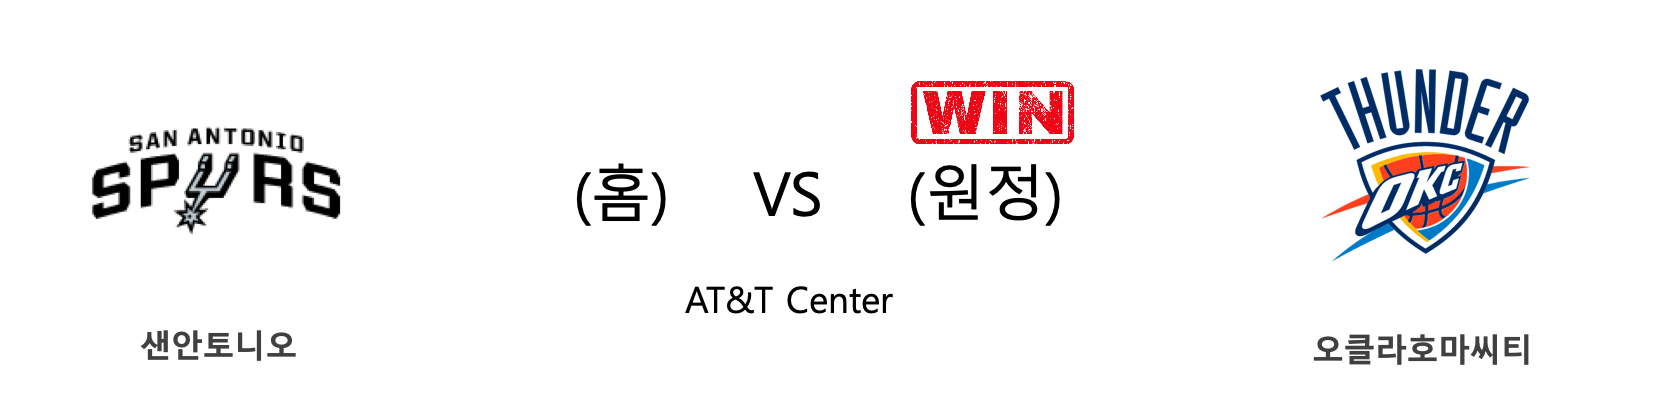 SAN ANTONIO
SPURS
샌안토니오
WIN
(홈) VS (원정)
AT&T Center
THUNDER
OKC
오클라호마씨티